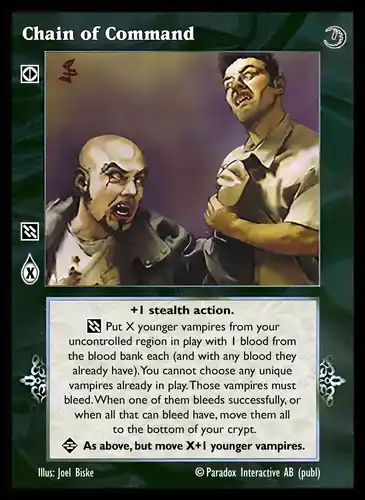 Chain of Command
X
+1 stealth action.
Put X younger vampires from your
uncontrolled region in play with 1 blood from
the blood bank each (and with any blood they
already have). You cannot choose any unique
vampires already in play. Those vampires must
bleed. When one of them bleeds successfully, or
when all that can bleed have, move them all
to the bottom of your crypt.
As above, but move X+1 younger vampires.
Illus: Joel Biske © Paradox Interactive AB (publ)